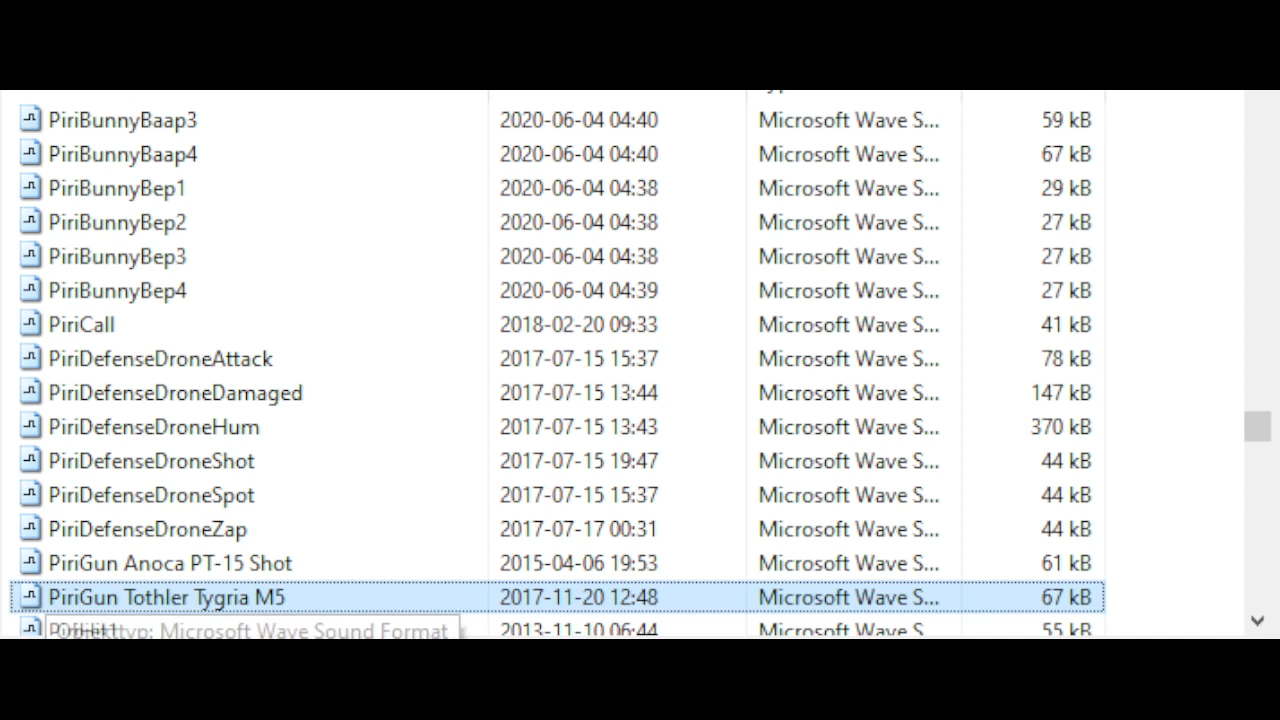 PiriBunnyBaap3 2020-06-04 04:40 Microsoft Wave S... 59 kB
PiriBunnyBaap4 2020-06-04 04:40 Microsoft Wave S... 67 kB
PiriBunnyBep1 2020-06-04 04:38 Microsoft Wave S... 29 kB
PiriBunnyBep2 2020-06-04 04:38 Microsoft Wave S... 27 kB
PiriBunnyBep3 2020-06-04 04:38 Microsoft Wave S... 27 kB
PiriBunnyBep4 2020-06-04 04:39 Microsoft Wave S... 27 kB
PiriCall 2018-02-20 09:33 Microsoft Wave S... 41 kB
PiriDefenseDroneAttack 2017-07-15 15:37 Microsoft Wave S... 78 kB
PiriDefenseDroneDamaged 2017-07-15 13:44 Microsoft Wave S... 147 kB
PiriDefenseDroneHum 2017-07-15 13:43 Microsoft Wave S... 370 kB
PiriDefenseDroneShot 2017-07-15 19:47 Microsoft Wave S... 44 kB
PiriDefenseDroneSpot 2017-07-15 15:37 Microsoft Wave S... 44 kB
PiriDefenseDroneZap 2017-07-17 00:31 Microsoft Wave S... 44 kB
PiriGun Anoca PT-15 Shot 2015-04-06 19:53 Microsoft Wave S... 61 kB
PiriGun Tothler Tygria M5 2017-11-20 12:48 Microsoft Wave S... 67 kB
Microsoft Wave Sound Format 2013-11-10 06:44 Microsoft Wave S... 55 kB